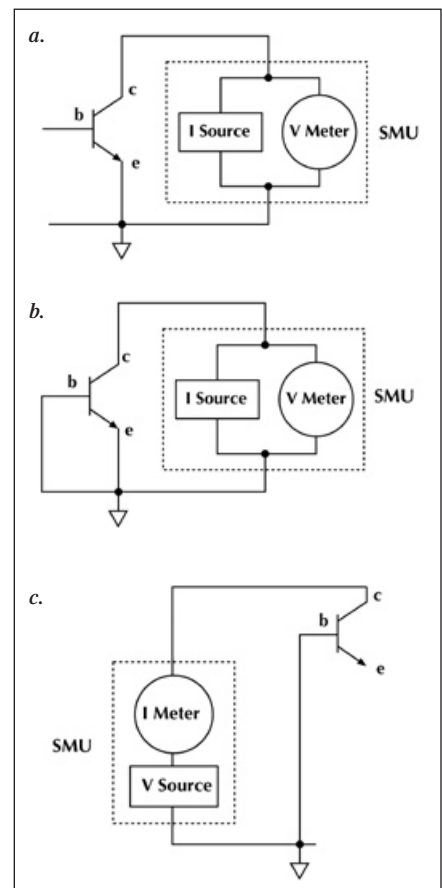 a.
c
b
e
I Source
V Meter
SMU
b.
c
b
e
I Source
V Meter
SMU
c.
c
b
e
I Meter
SMU
V Source